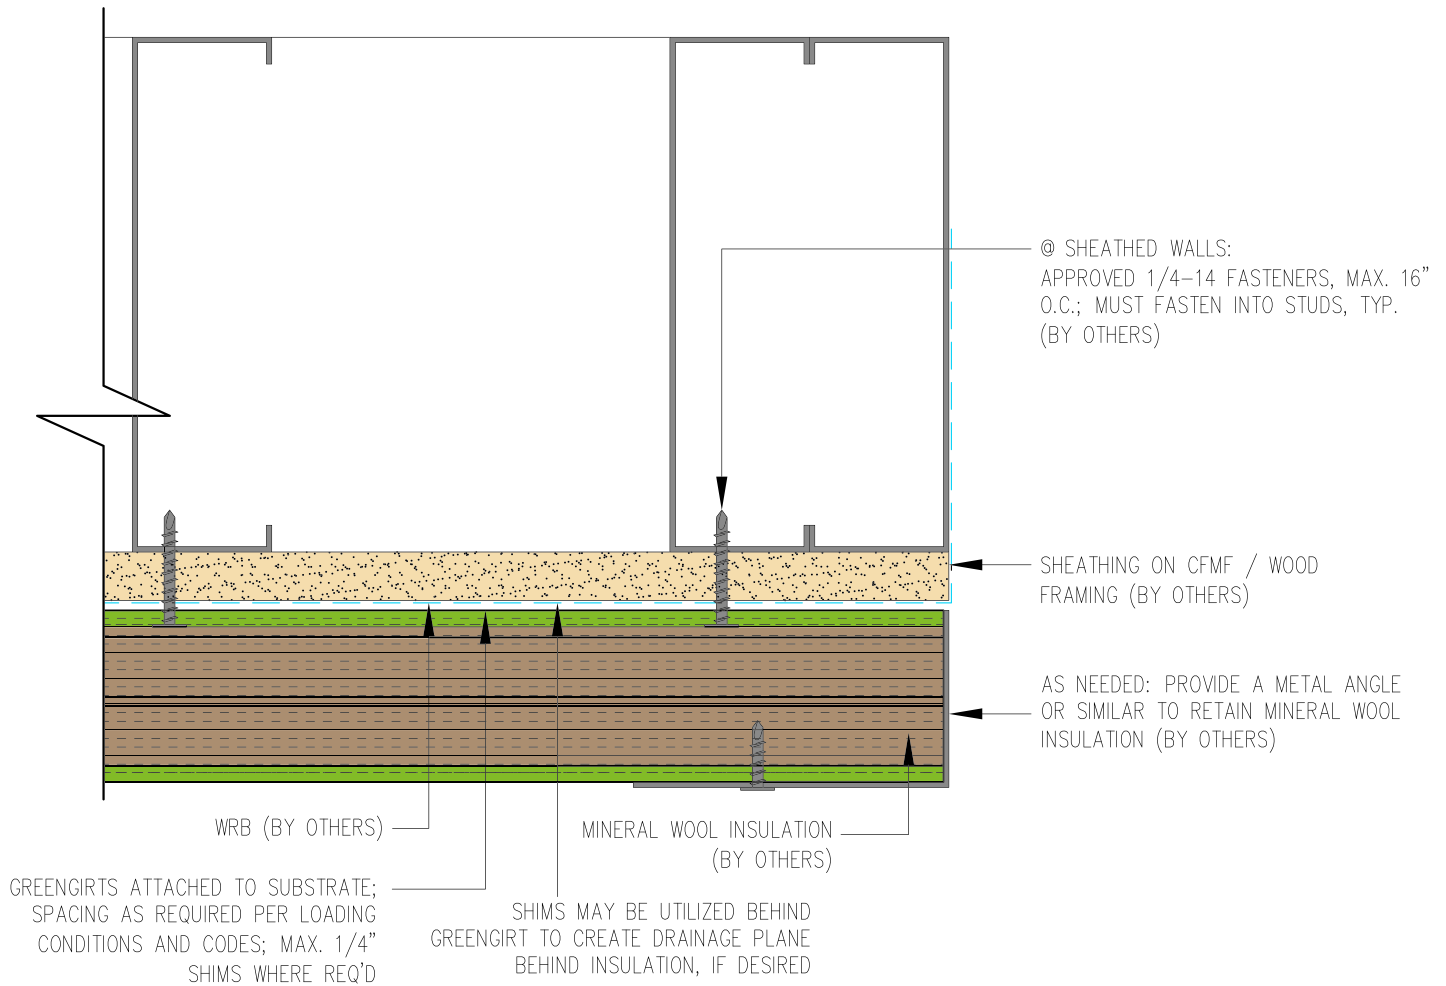 @ SHEATHED WALLS:
APPROVED 1/4-14 FASTENERS, MAX. 16"
O.C.; MUST FASTEN INTO STUDS, TYP.
(BY OTHERS)
SHEATHING ON CFMF / WOOD
FRAMING (BY OTHERS)
AS NEEDED: PROVIDE A METAL ANGLE
OR SIMILAR TO RETAIN MINERAL WOOL
INSULATION (BY OTHERS)
WRB (BY OTHERS)
MINERAL WOOL INSULATION
(BY OTHERS)
GREENGIRTS ATTACHED TO SUBSTRATE;
SPACING AS REQUIRED PER LOADING
CONDITIONS AND CODES; MAX. 1/4"
SHIMS WHERE REQ'D
SHIMS MAY BE UTILIZED BEHIND
GREENGIRT TO CREATE DRAINAGE PLANE
BEHIND INSULATION, IF DESIRED